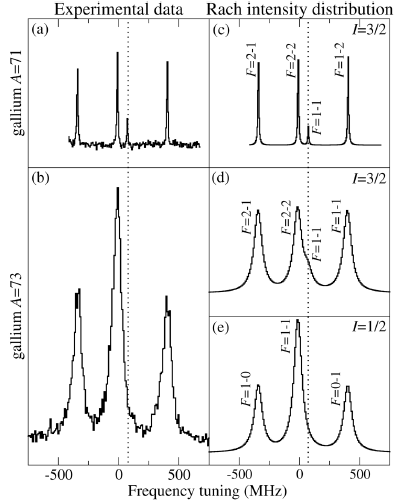 Experimental data
Rach intensity distribution
(a)
gallium A=71
(c)
I=3/2
F=2-1
F=2-2
F=1-1
F=1-2
(b)
gallium A=73
(d)
I=3/2
F=2-1
F=2-2
F=1-1
F=1-1
(e)
I=1/2
F=1-0
F=1-1
F=0-1
-500
0
500
-500
0
500
Frequency tuning (MHz)